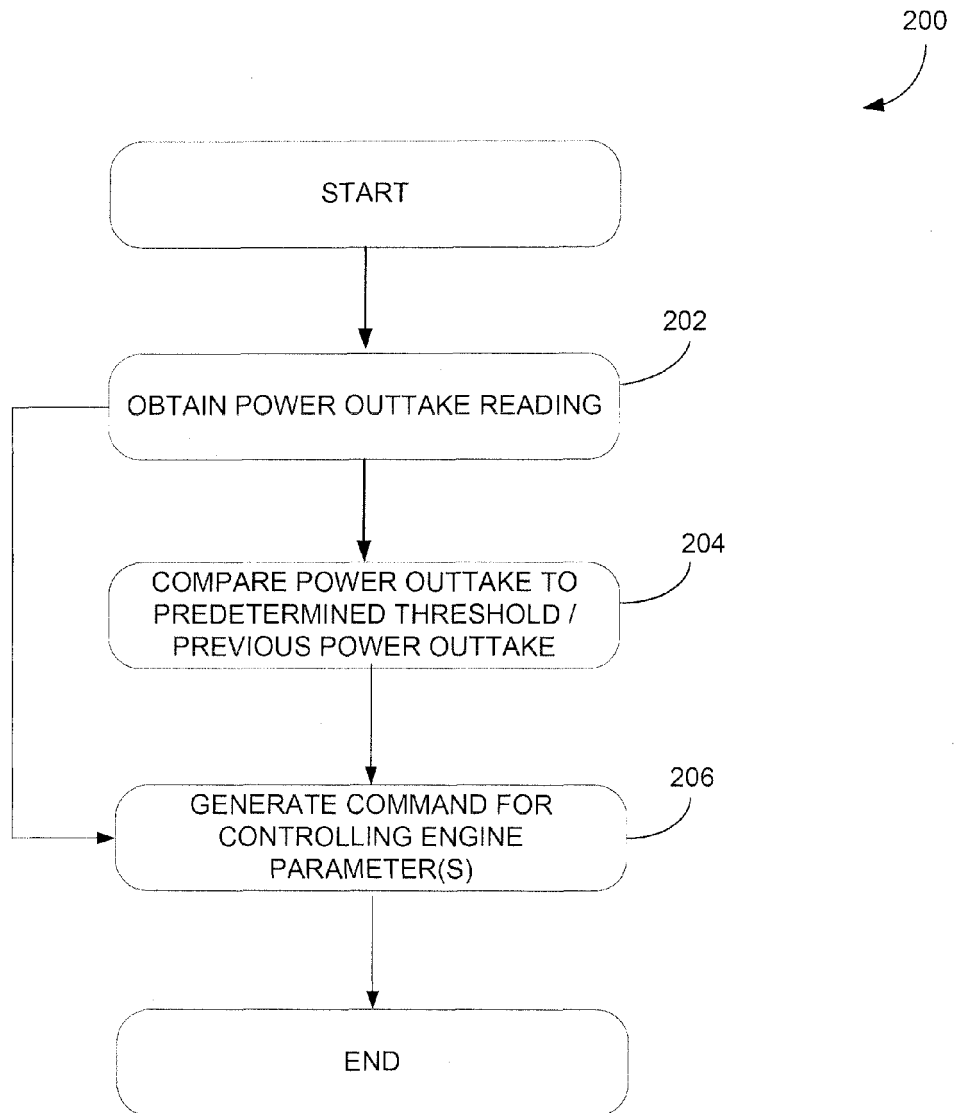 200
START
202
OBTAIN POWER OUTTAKE READING
204
COMPARE POWER OUTTAKE TO
PREDETERMINED THRESHOLD /
PREVIOUS POWER OUTTAKE
206
GENERATE COMMAND FOR
CONTROLLING ENGINE
PARAMETER(S)
END